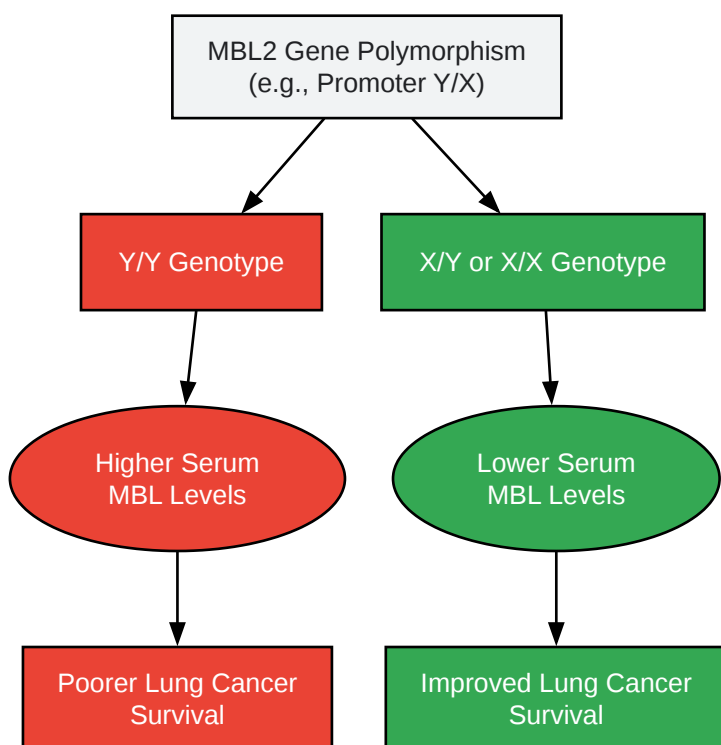 MBL2 Gene Polymorphism
(e.g., Promoter Y/X)
Y/Y Genotype
X/Y or X/X Genotype
Higher Serum
MBL Levels
Lower Serum
MBL Levels
Poorer Lung Cancer
Survival
Improved Lung Cancer
Survival